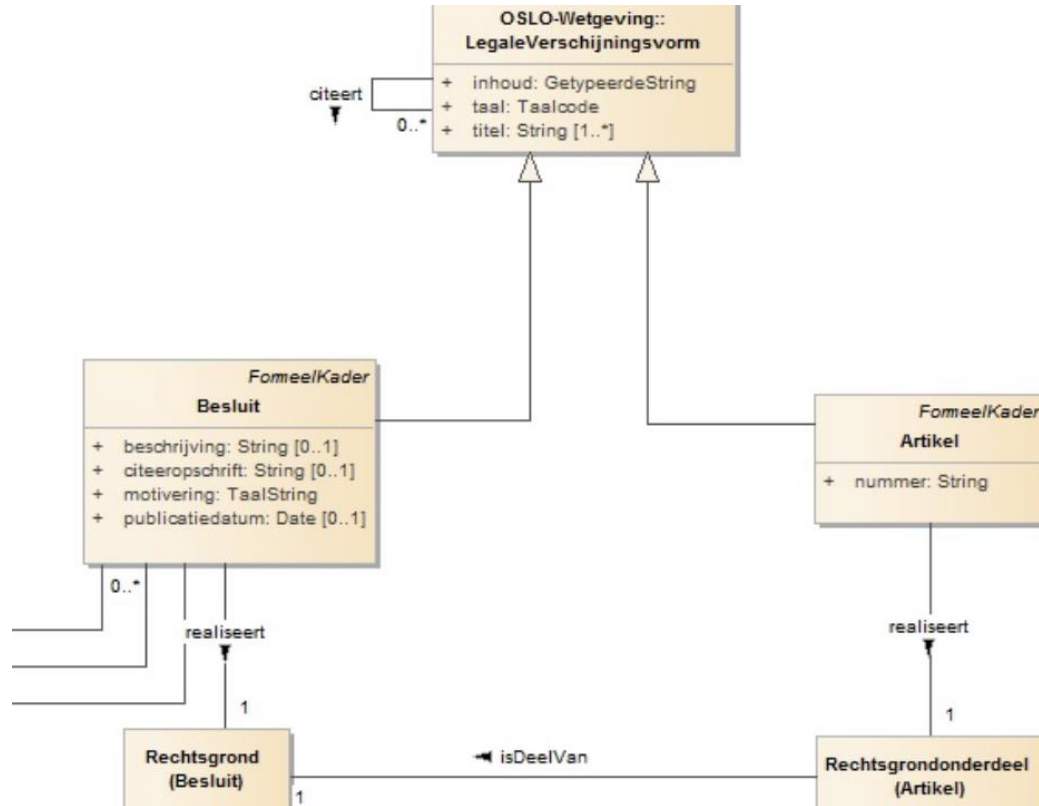 OSLO-Wetgeving::
LegaleVerschijningsvorm
+ inhoud: GetypeerdeString
+ taal: Taalcode
+ titel: String [1..*]
citeert
0..*
FormeelKader
Besluit
+ beschrijving: String [0..1]
+ citeeropschrift: String [0..1]
+ motivering: TaalString
+ publicatiedatum: Date [0..1]
FormeelKader
Artikel
+ nummer: String
0..*
realiseert
1
realiseert
1
Rechtsgrond
(Besluit)
isDeelVan
1
Rechtsgrondonderdeel
(Artikel)